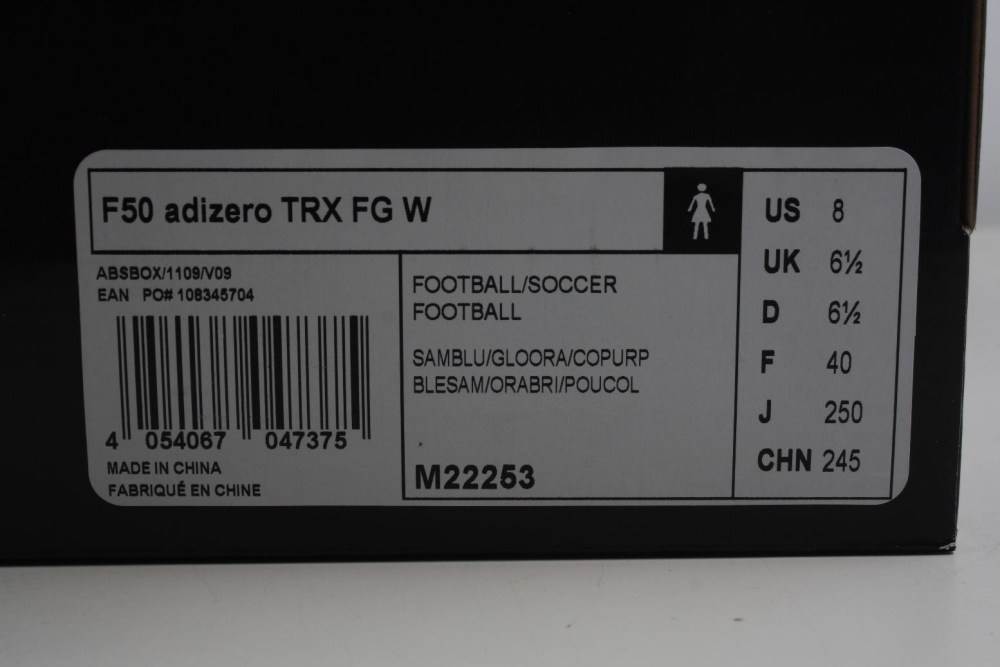 F50 adizero TRX FG W
ABSBOX/1109/V09
EAN PO# 108345704
4 054067 047375
MADE IN CHINA
FABRIQUÉ EN CHINE
FOOTBALL/SOCCER
FOOTBALL
SAMBLU/GLOORA/COPURP
BLESAM/ORABRI/POUCOL
M22253
US 8
UK 6½
D 6½
F 40
J 250
CHN 245